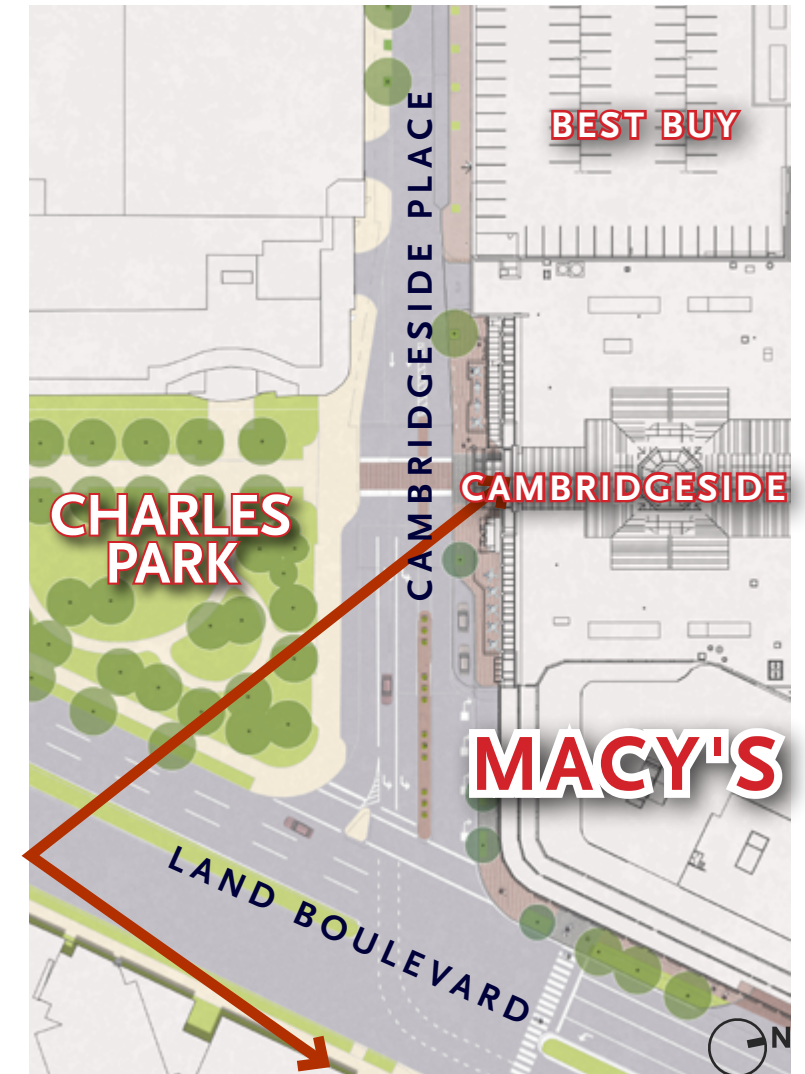 BEST BUY
CAMBRIDGESIDE PLACE
CAMBRIDGESIDE
CHARLES
PARK
MACY'S
LAND BOULEVARD
N